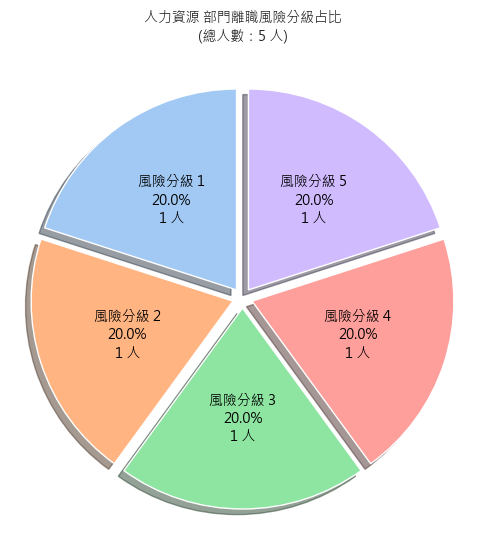 人力資源 部門離職風險分級占比
(總人數：5 人)
風險分級 1
20.0%
1 人
風險分級 5
20.0%
1 人
風險分級 2
20.0%
1 人
風險分級 4
20.0%
1 人
風險分級 3
20.0%
1 人